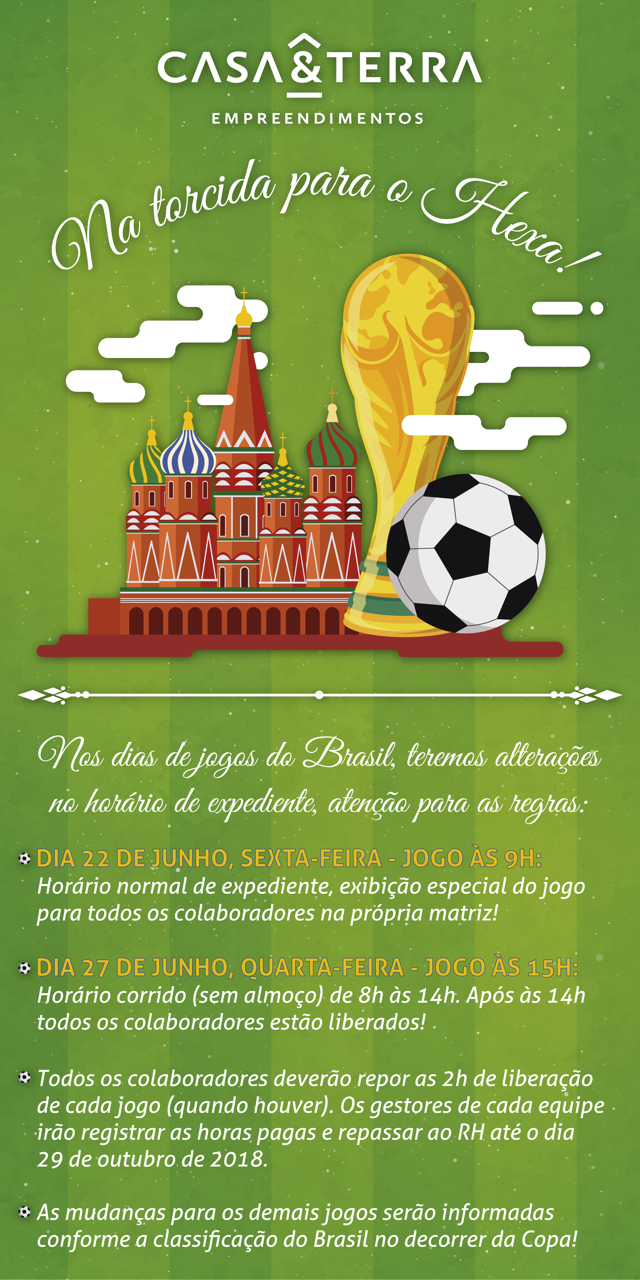 CASA&TERRA
EMPREENDIMENTOS
Na torcida para o Hexa!
Nos dias de jogos do Brasil, teremos alterações
no horário de expediente, atenção para as regras:
DIA 22 DE JUNHO, SEXTA-FEIRA - JOGO ÀS 9H:
Horário normal de expediente, exibição especial do jogo
para todos os colaboradores na própria matriz!
DIA 27 DE JUNHO, QUARTA-FEIRA - JOGO ÀS 15H:
Horário corrido (sem almoço) de 8h às 14h. Após às 14h
todos os colaboradores estão liberados!
Todos os colaboradores deverão repor as 2h de liberação
de cada jogo (quando houver). Os gestores de cada equipe
irão registrar as horas pagas e repassar ao RH até o dia
29 de outubro de 2018.
As mudanças para os demais jogos serão informadas
conforme a classificação do Brasil no decorrer da Copa!